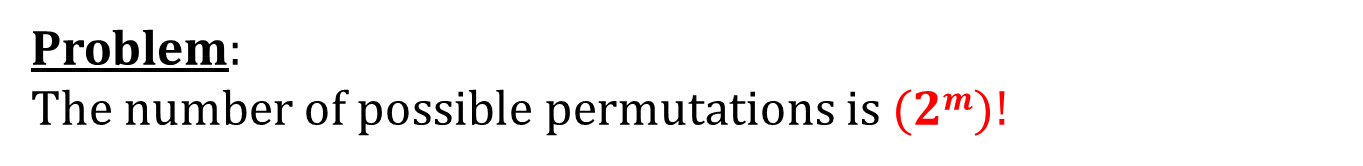 Problem:
The number of possible permutations is (2^m)!